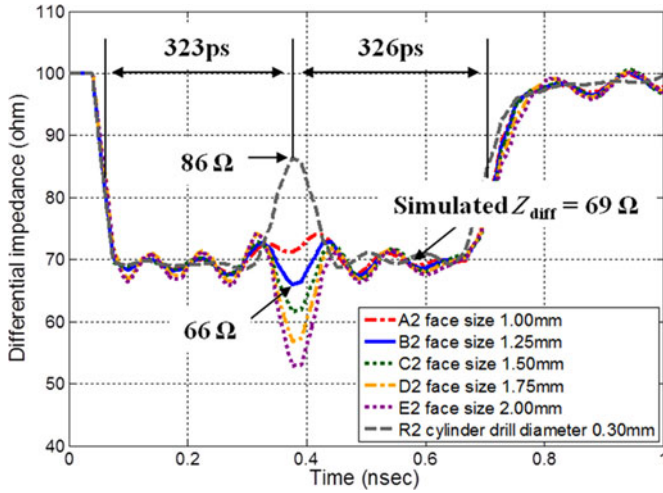 110
323ps
326ps
100
90
86 Ω
80
Simulated Zdiff = 69 Ω
70
60
66 Ω
50
40
Differential impedance (ohm)
A2 face size 1.00mm
B2 face size 1.25mm
C2 face size 1.50mm
D2 face size 1.75mm
E2 face size 2.00mm
R2 cylinder drill diameter 0.30mm
0 0.2 0.4 0.6 0.8 1
Time (nsec)